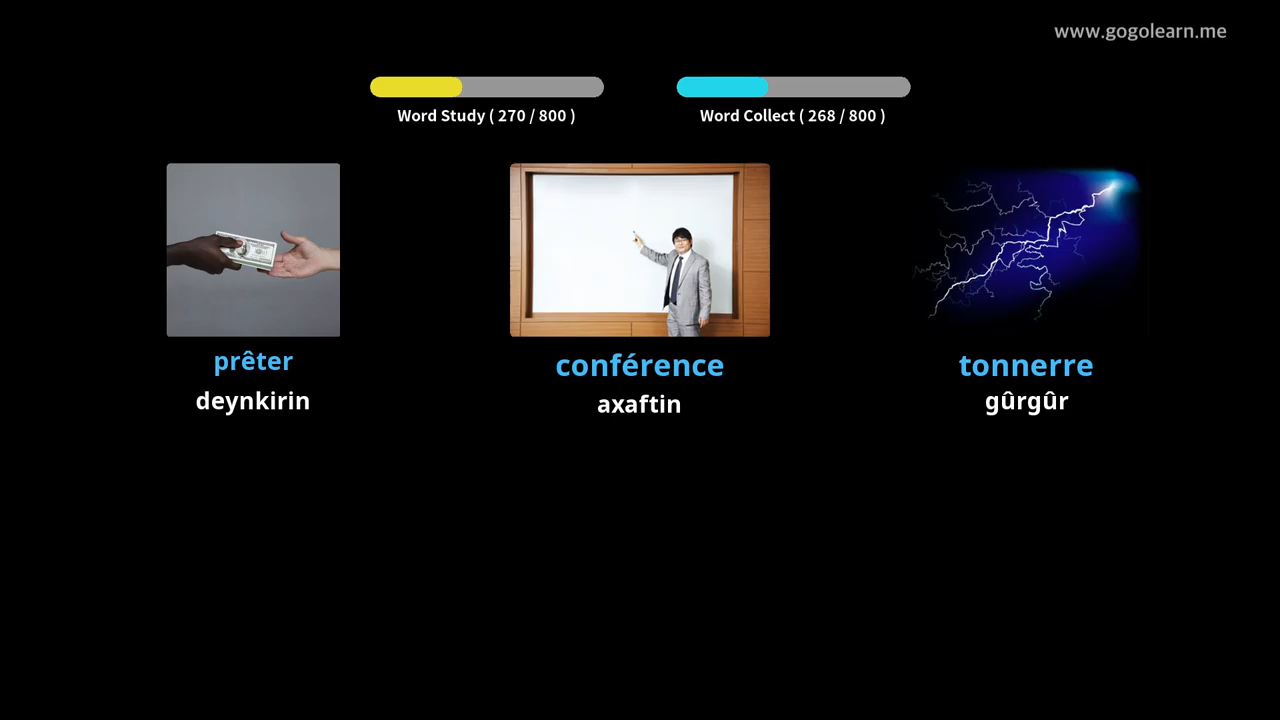 www.gogolearn.me
Word Study ( 270 / 800 )
Word Collect ( 268 / 800 )
prêter
conférence
tonnerre
deynkirin
axaftin
gûrgûr